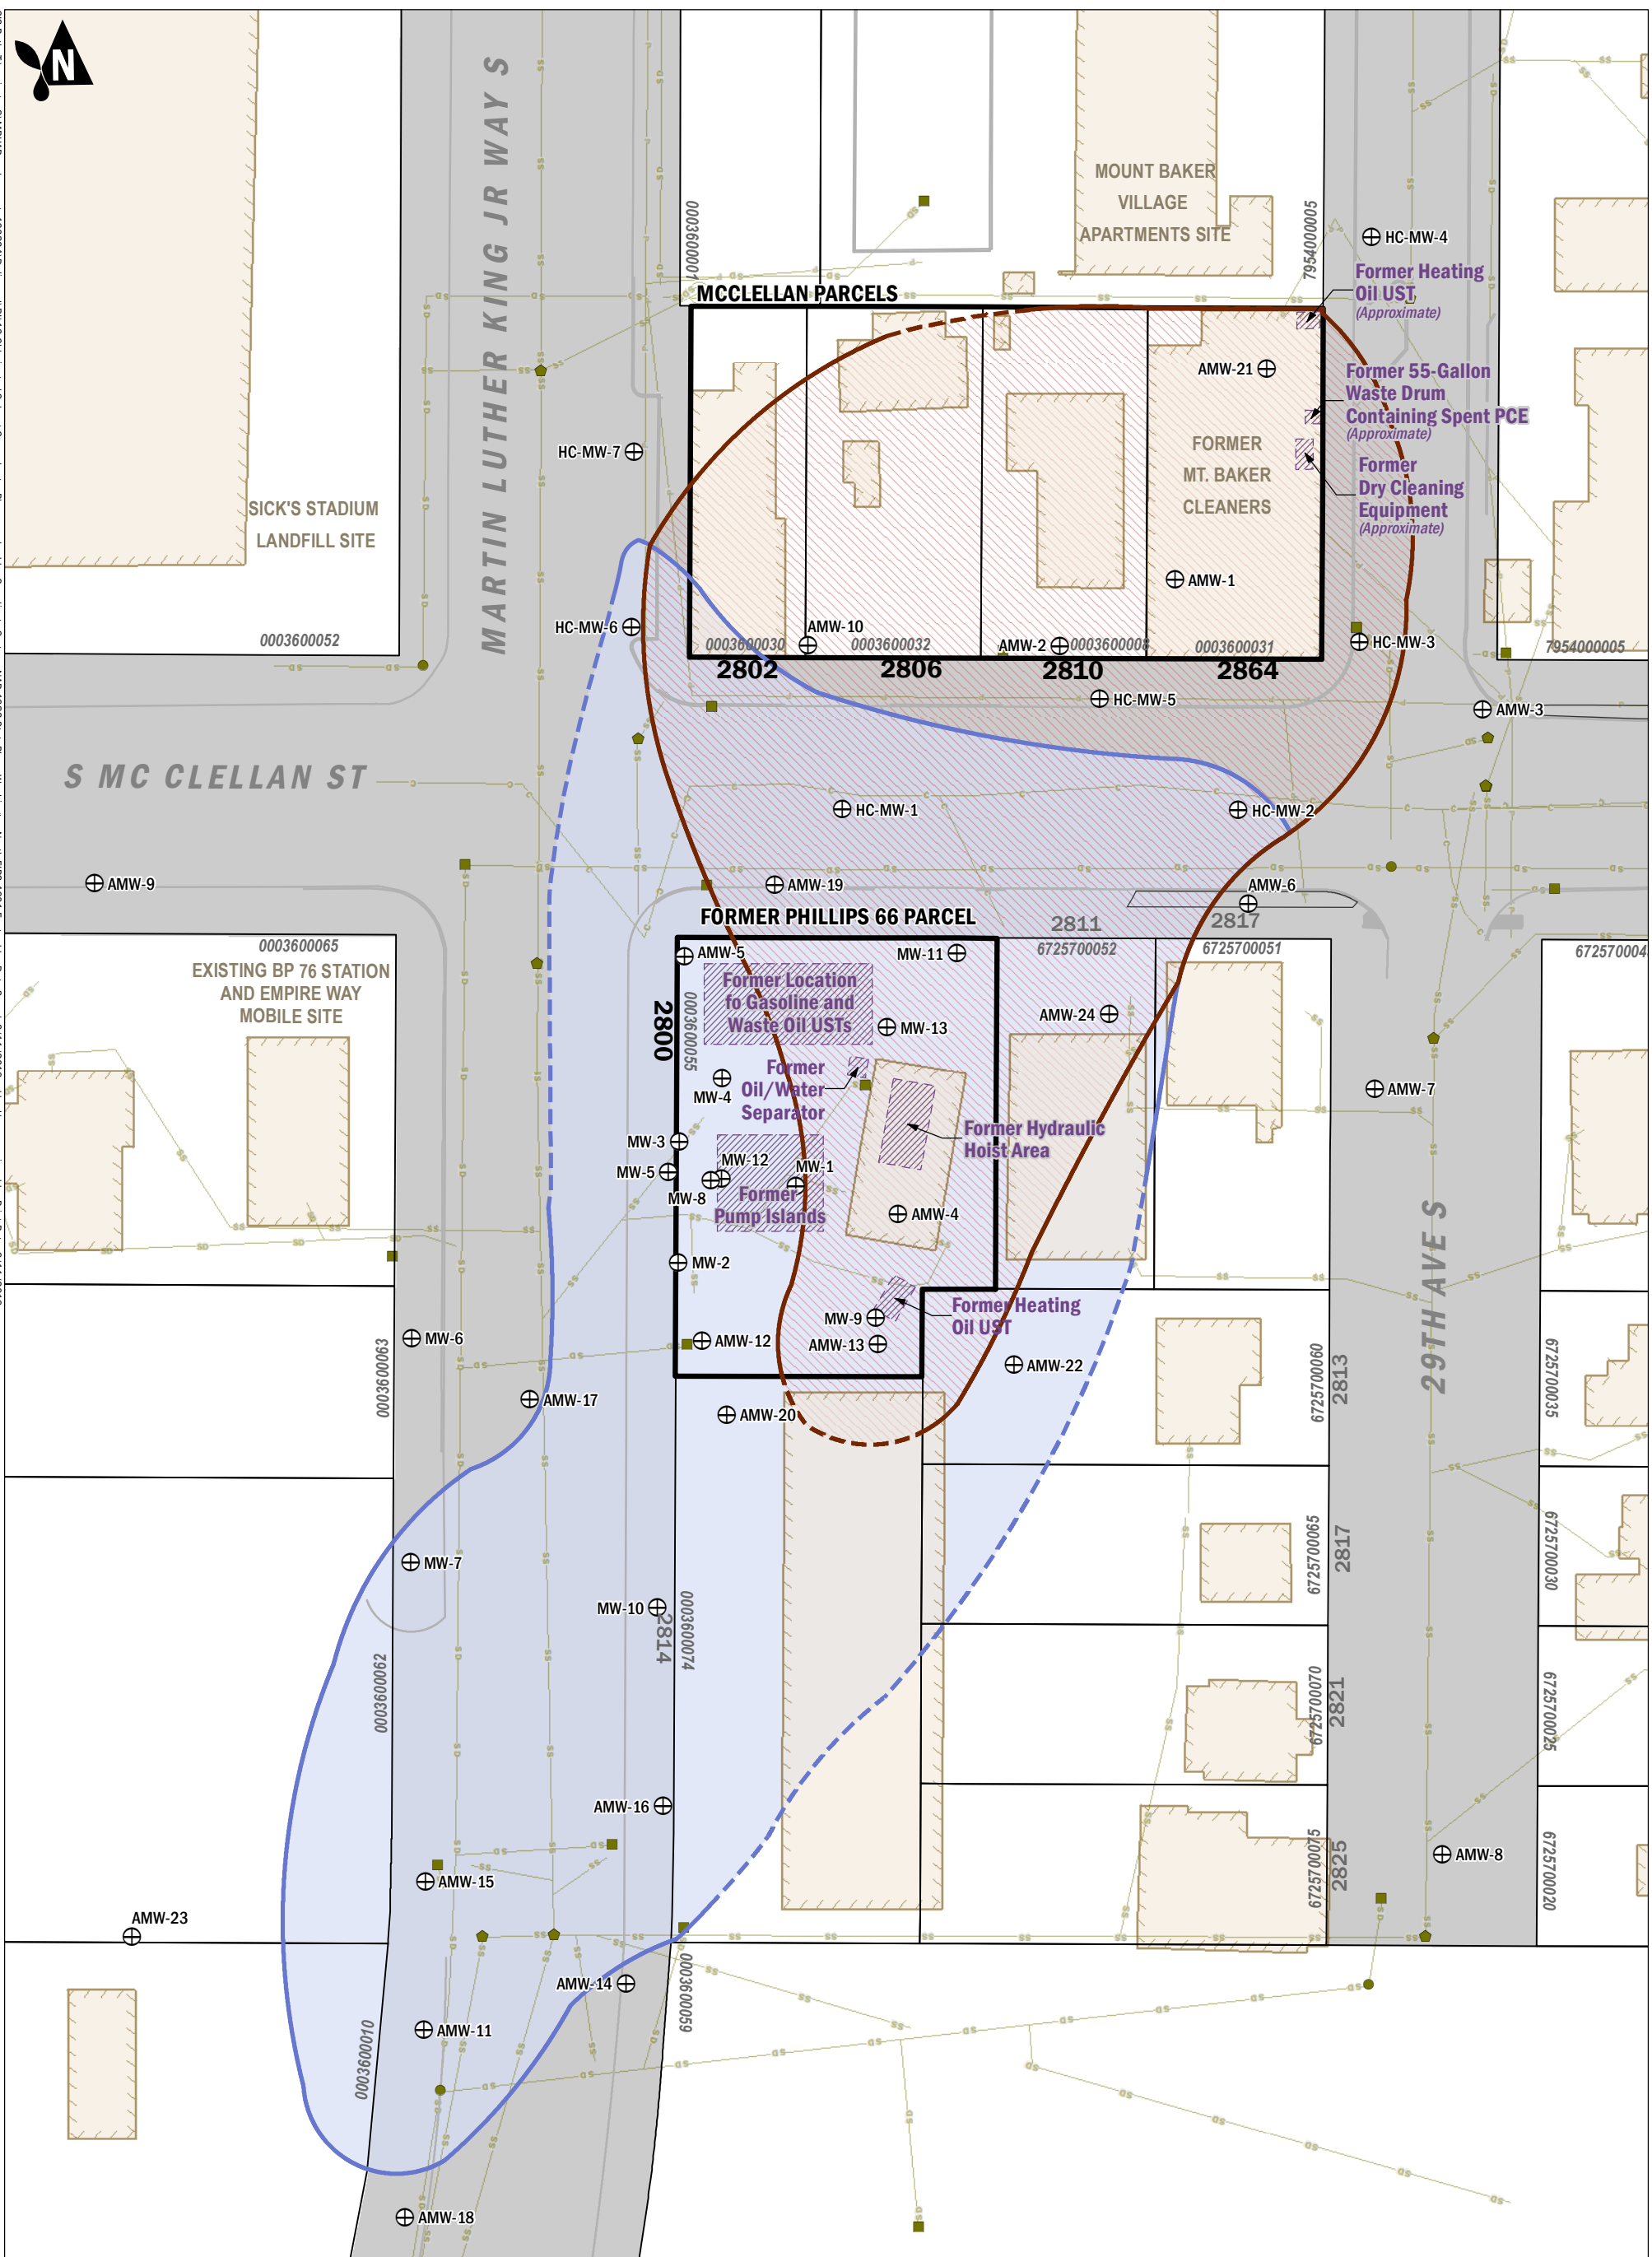 N
MARTIN LUTHER KING JR WAY S
MOUNT BAKER
VILLAGE
APARTMENTS SITE
0003600001
7954000005
HC-MW-4
Former Heating
Oil UST
(Approximate)
MCCLELLAN PARCELS
AMW-21
Former 55-Gallon
Waste Drum
Containing Spent PCE
(Approximate)
HC-MW-7
FORMER
MT. BAKER
CLEANERS
Former
Dry Cleaning
Equipment
(Approximate)
SICK'S STADIUM
LANDFILL SITE
AMW-1
0003600052
HC-MW-6
AMW-10
0003600030
0003600032
AMW-2
0003600008
0003600031
HC-MW-3
7954000005
2802
2806
2810
2864
HC-MW-5
AMW-3
S MC CLELLAN ST
HC-MW-1
HC-MW-2
AMW-9
AMW-19
AMW-6
FORMER PHILLIPS 66 PARCEL
2811
2817
0003600065
6725700052
6725700051
672570004
EXISTING BP 76 STATION
AND EMPIRE WAY
MOBILE SITE
AMW-5
MW-11
Former Location
fo Gasoline and
Waste Oil USTs
2800
0003600055
MW-13
AMW-24
Former
Oil/Water
Separator
MW-4
AMW-7
Former Hydraulic
Hoist Area
MW-3
MW-5
MW-12
MW-1
MW-8
Former
Pump Islands
AMW-4
29TH AVE S
MW-2
Former Heating
Oil UST
MW-9
MW-6
AMW-12
AMW-13
AMW-22
0003600063
6725700060
2813
6725700035
AMW-17
AMW-20
MW-7
6725700065
2817
6725700030
MW-10
2814
0003600074
0003600062
6725700070
2821
6725700025
AMW-16
AMW-15
6725700075
2825
AMW-8
6725700020
AMW-23
AMW-14
0003600059
AMW-11
0003600010
AMW-18